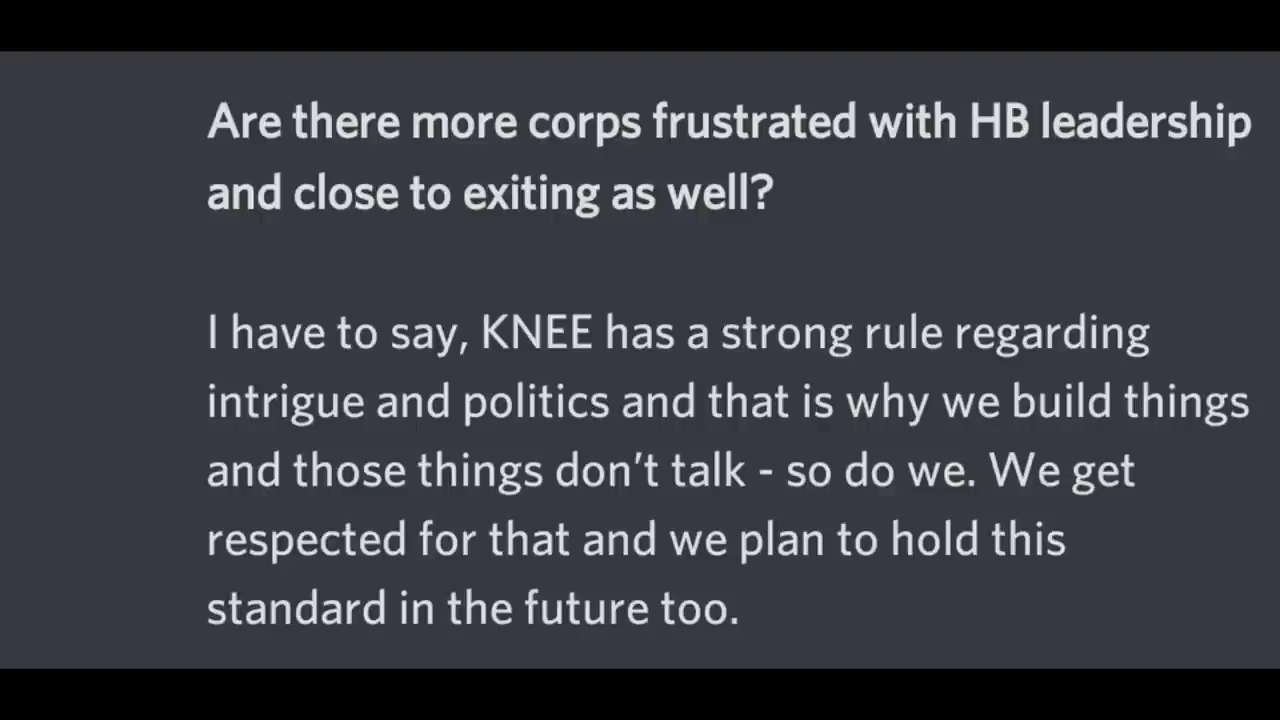 Are there more corps frustrated with HB leadership
and close to exiting as well?
I have to say, KNEE has a strong rule regarding
intrigue and politics and that is why we build things
and those things don’t talk - so do we. We get
respected for that and we plan to hold this
standard in the future too.